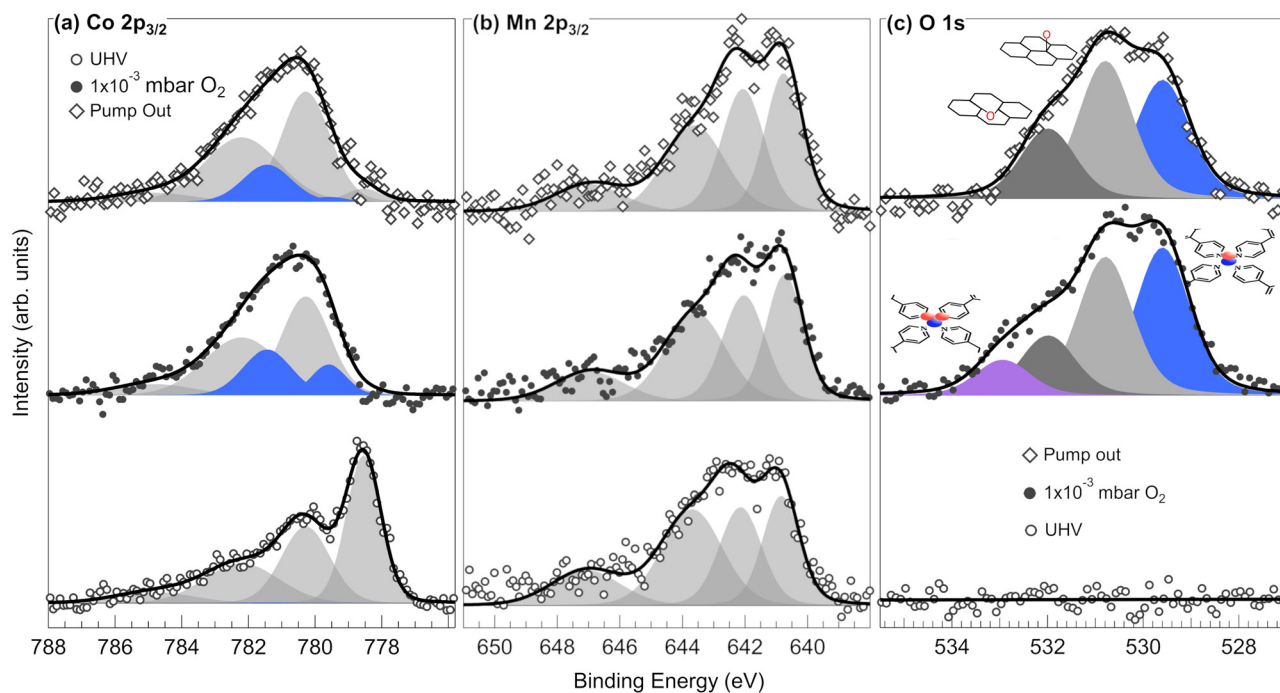 (a) Co 2p3/2
UHV
1x10⁻³ mbar O₂
Pump Out
(b) Mn 2p3/2
(c) O 1s
O
O
N N
N N
N N
N N
Pump out
1x10⁻³ mbar O₂
UHV
Intensity (arb. units)
788 786 784 782 780 778
650 648 646 644 642 640
534 532 530 528
Binding Energy (eV)